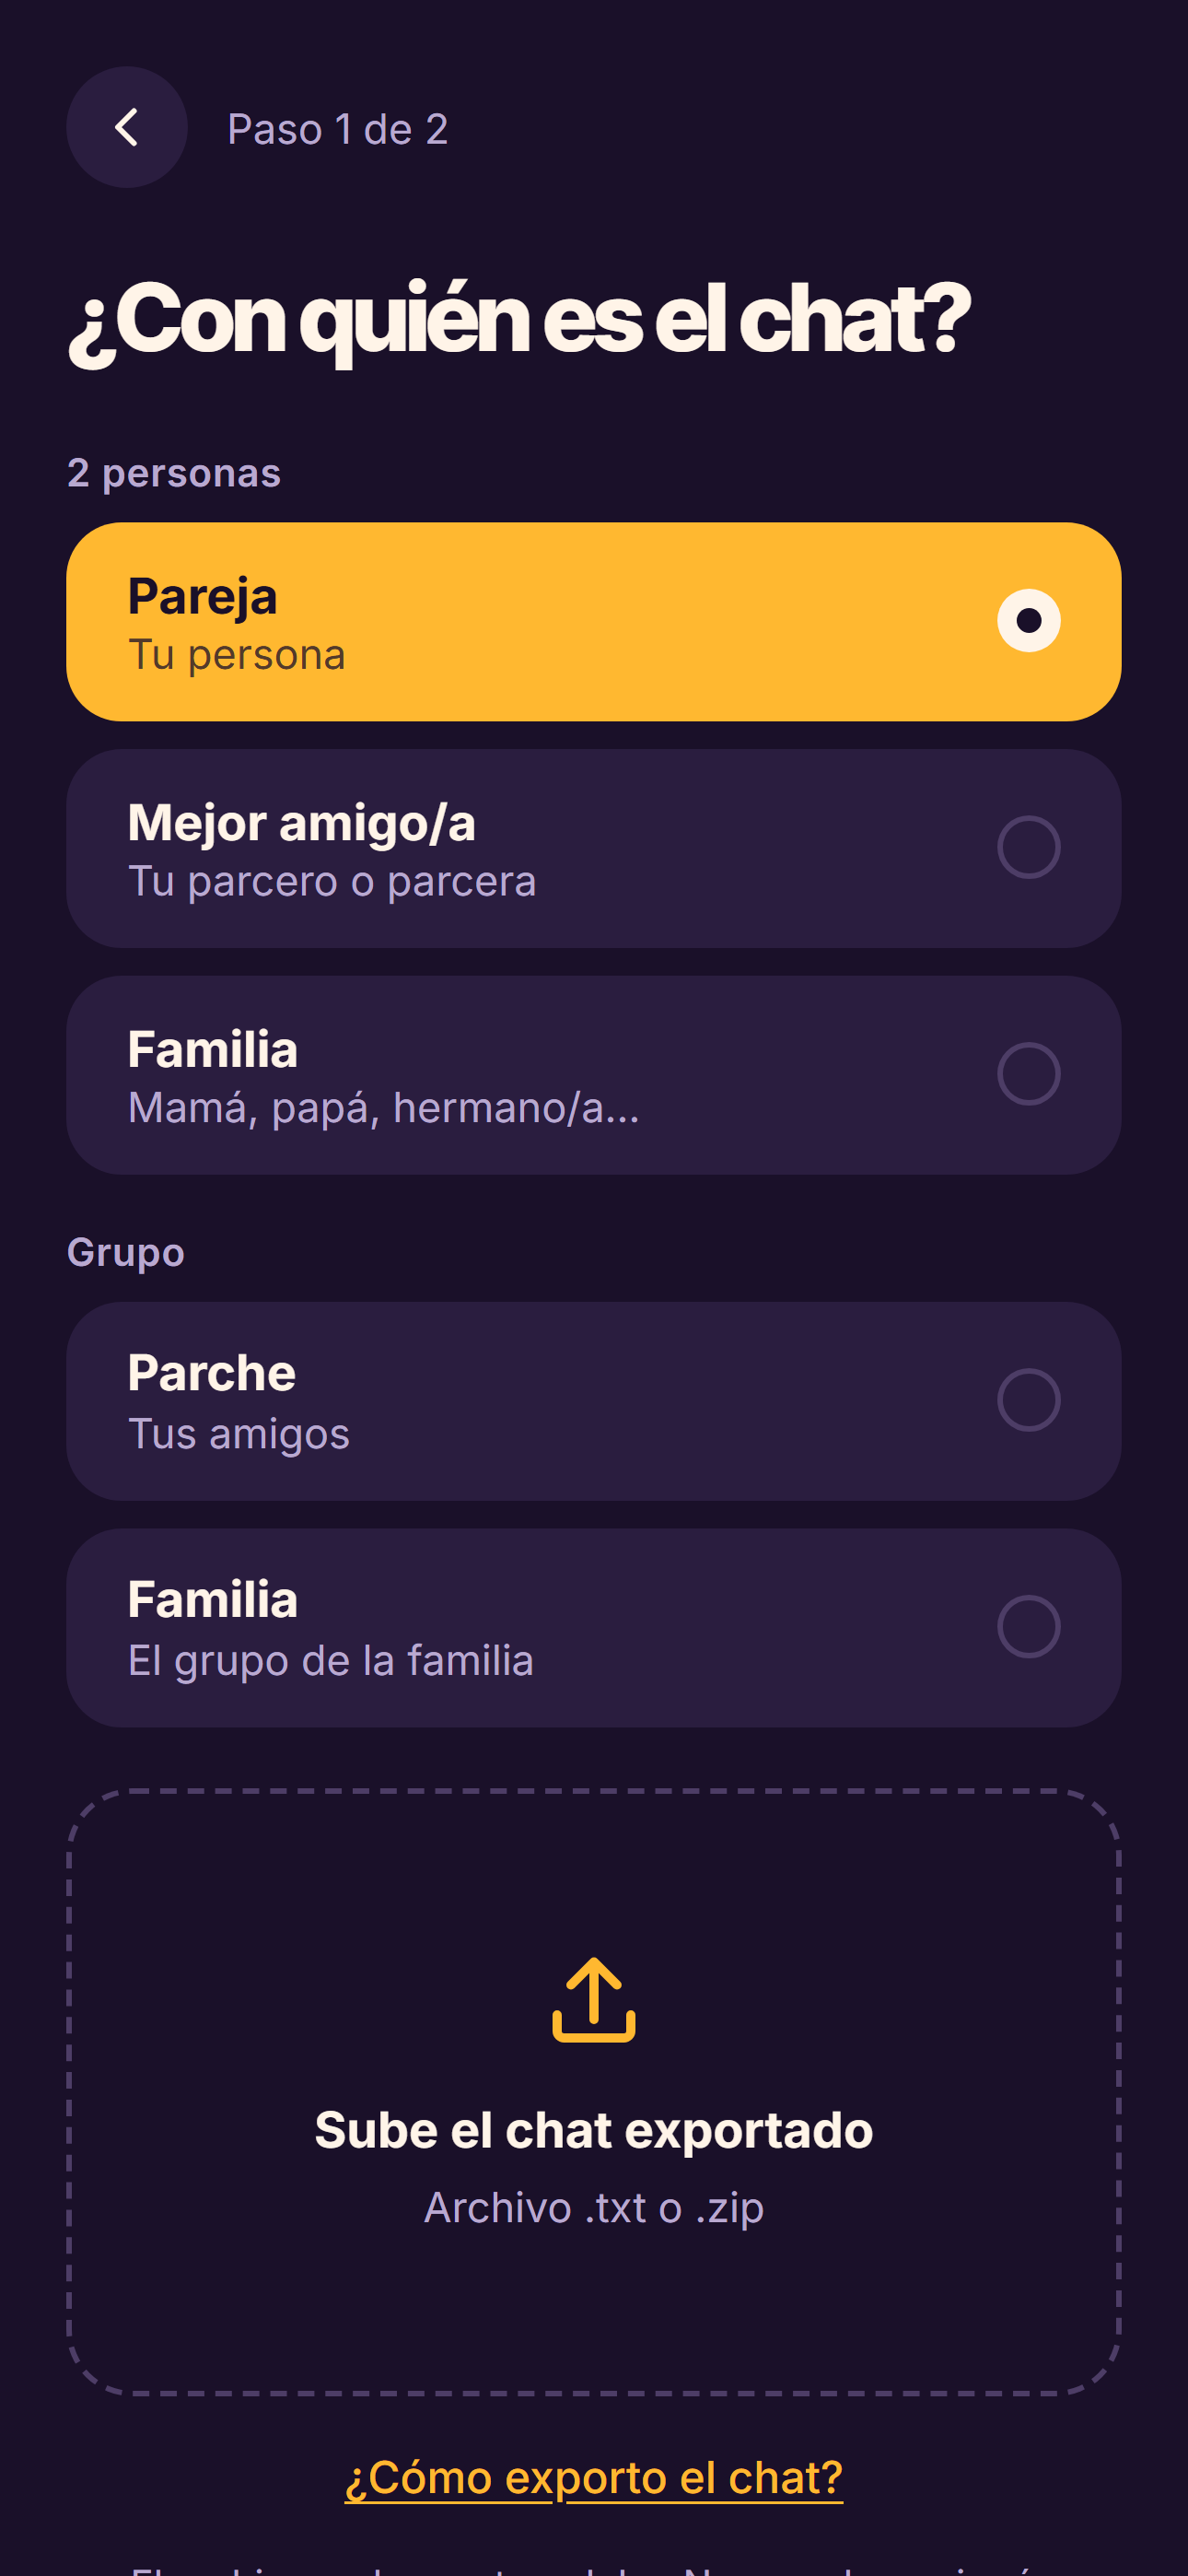 Paso 1 de 2
¿Con quién es el chat?
2 personas
Pareja
Tu persona
Mejor amigo/a
Tu parcero o parcera
Familia
Mamá, papá, hermano/a...
Grupo
Parche
Tus amigos
Familia
El grupo de la familia
Sube el chat exportado
Archivo .txt o .zip
¿Cómo exporto el chat?